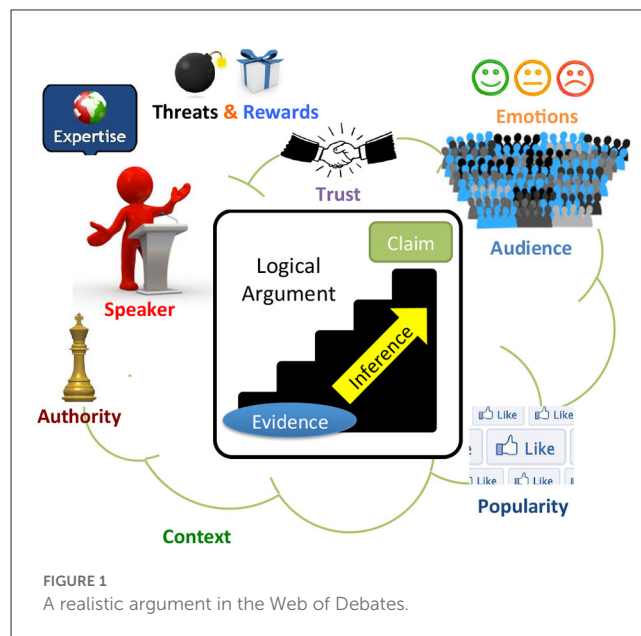 Threats & Rewards
Expertise
Emotions
Trust
Claim
Logical
Argument
Audience
Speaker
Inference
Evidence
Authority
Like
Like
e
Like
Like
Like
Popularity
Context
FIGURE 1
A realistic argument in the Web of Debates.